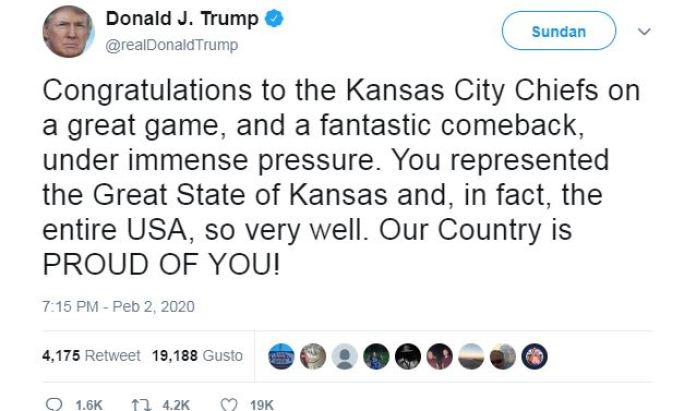 Donald J. Trump
@realDonaldTrump
Sundan
Congratulations to the Kansas City Chiefs on
a great game, and a fantastic comeback,
under immense pressure. You represented
the Great State of Kansas and, in fact, the
entire USA, so very well. Our Country is
PROUD OF YOU!
7:15 PM - Peb 2, 2020
4,175 Retweet 19,188 Gusto
1.6K 4.2K 19K